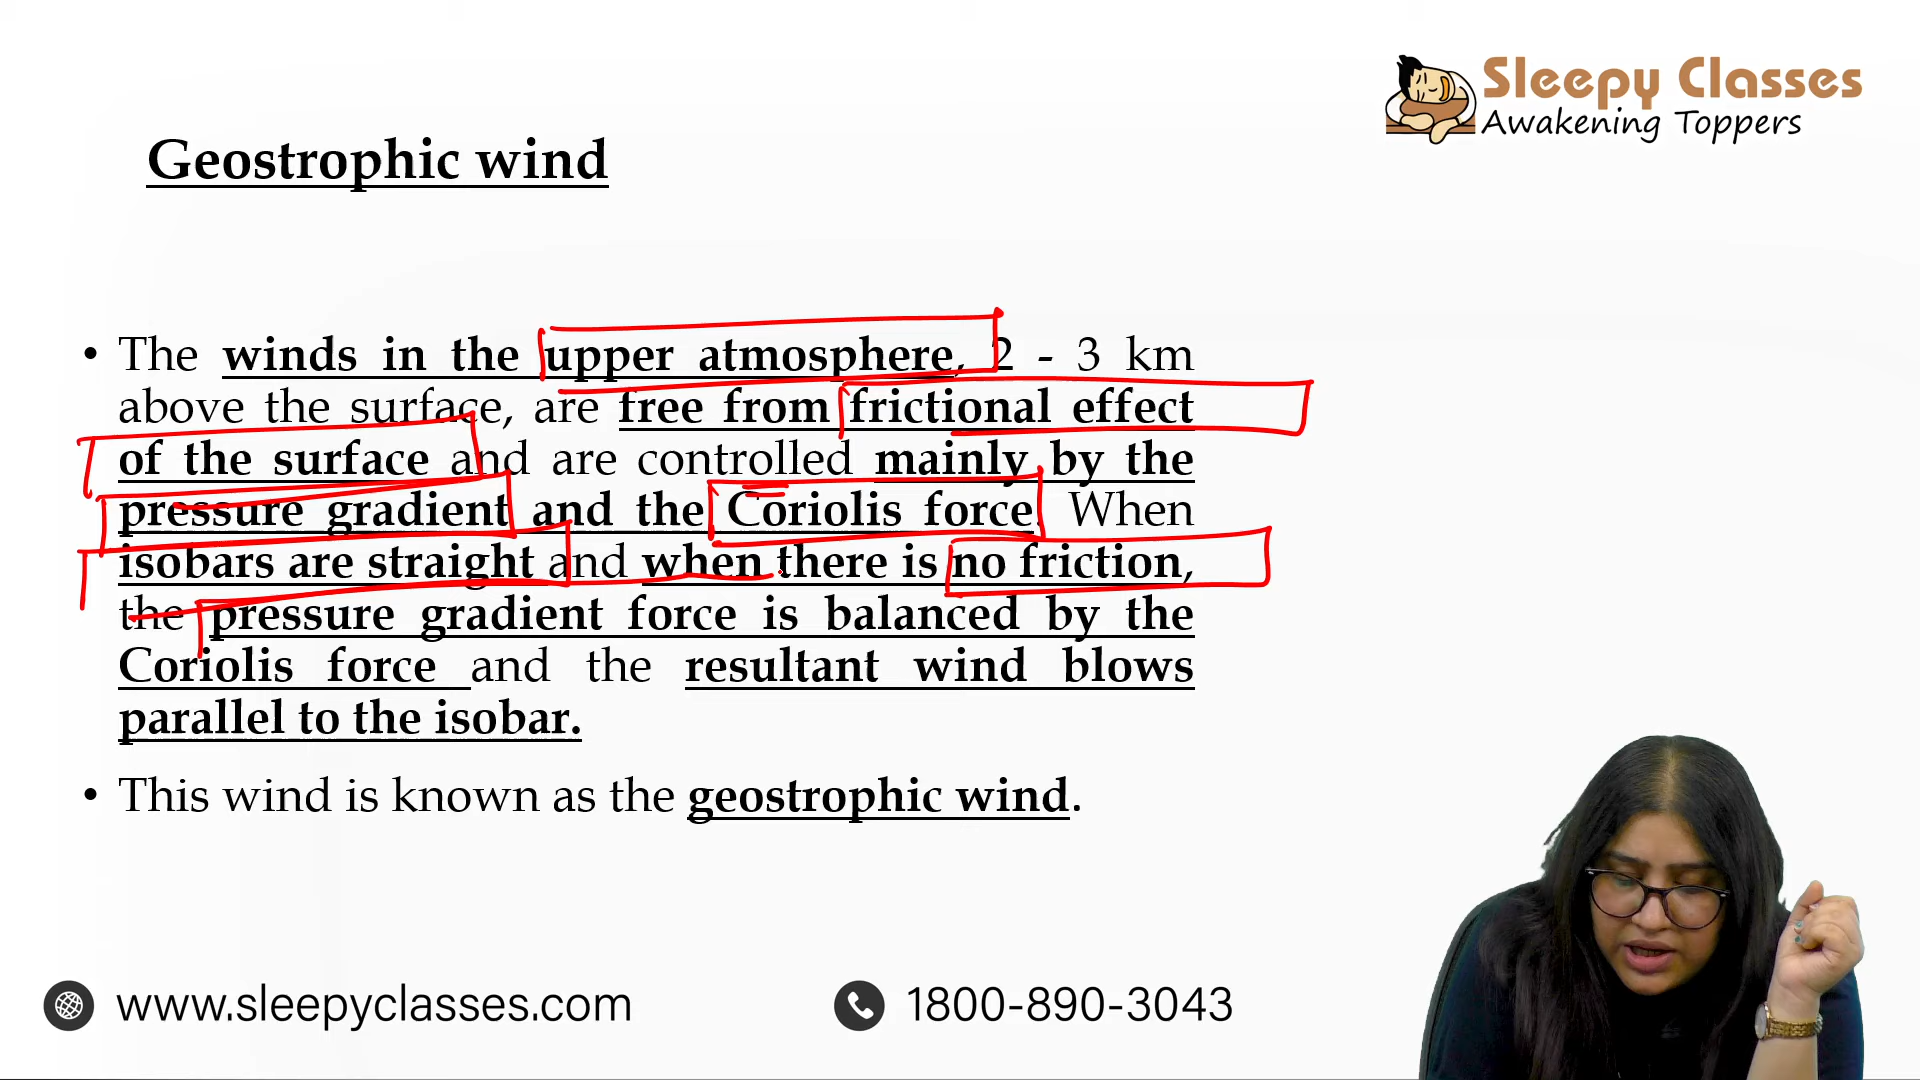 Sleepy Classes
Awakening Toppers
Geostrophic wind
• The winds in the upper atmosphere, 2 - 3 km
above the surface, are free from frictional effect
of the surface and are controlled mainly by the
pressure gradient and the Coriolis force. When
isobars are straight and when there is no friction,
the pressure gradient force is balanced by the
Coriolis force and the resultant wind blows
parallel to the isobar.
• This wind is known as the geostrophic wind.
www.sleepyclasses.com
1800-890-3043